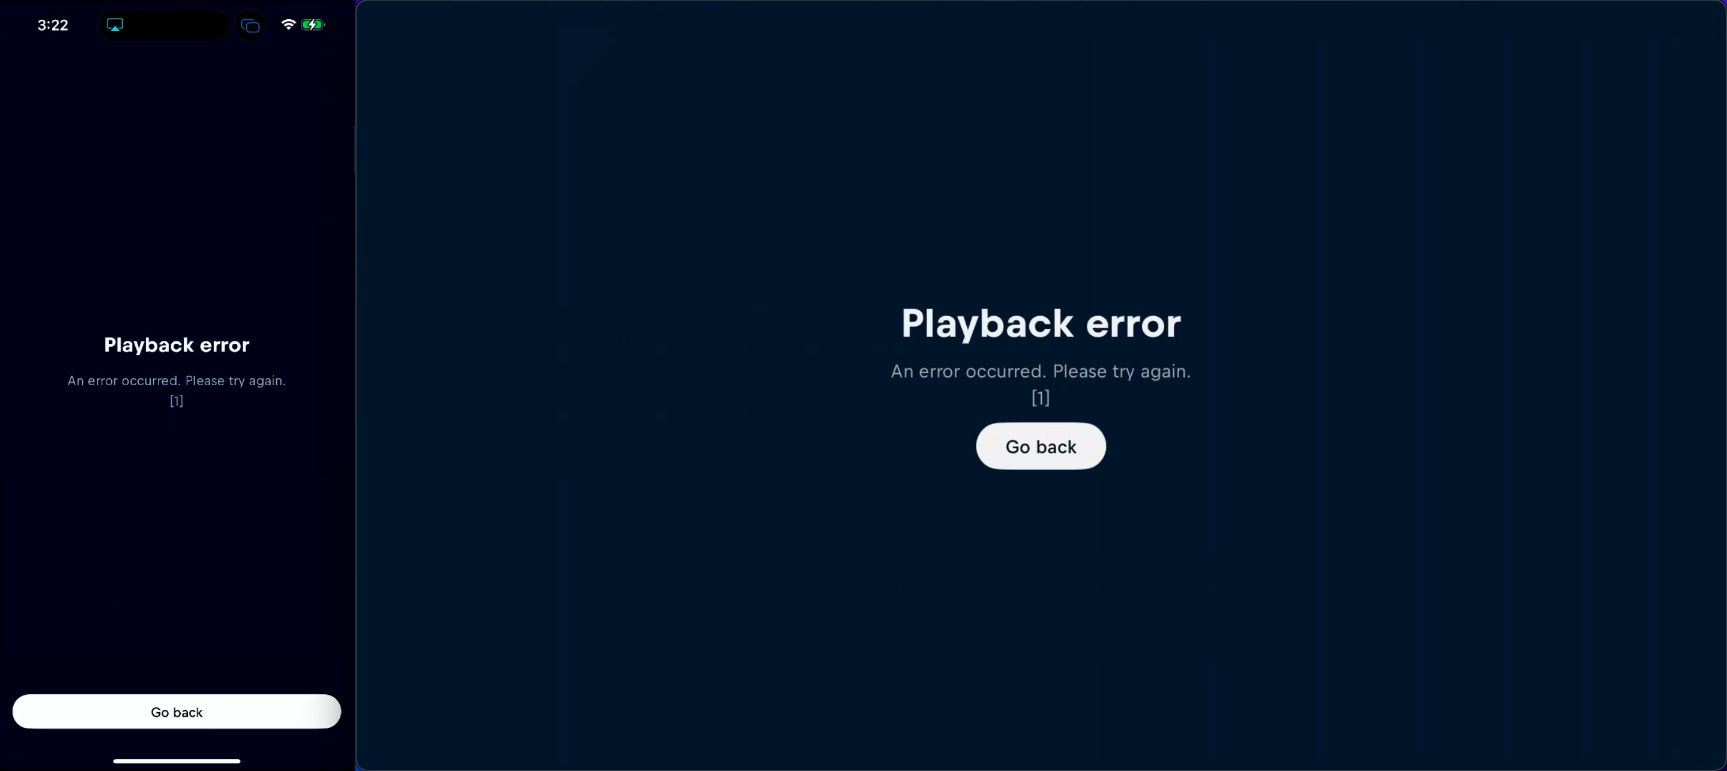 3:22
Playback error
An error occurred. Please try again.
[1]
Go back
Playback error
An error occurred. Please try again.
[1]
Go back